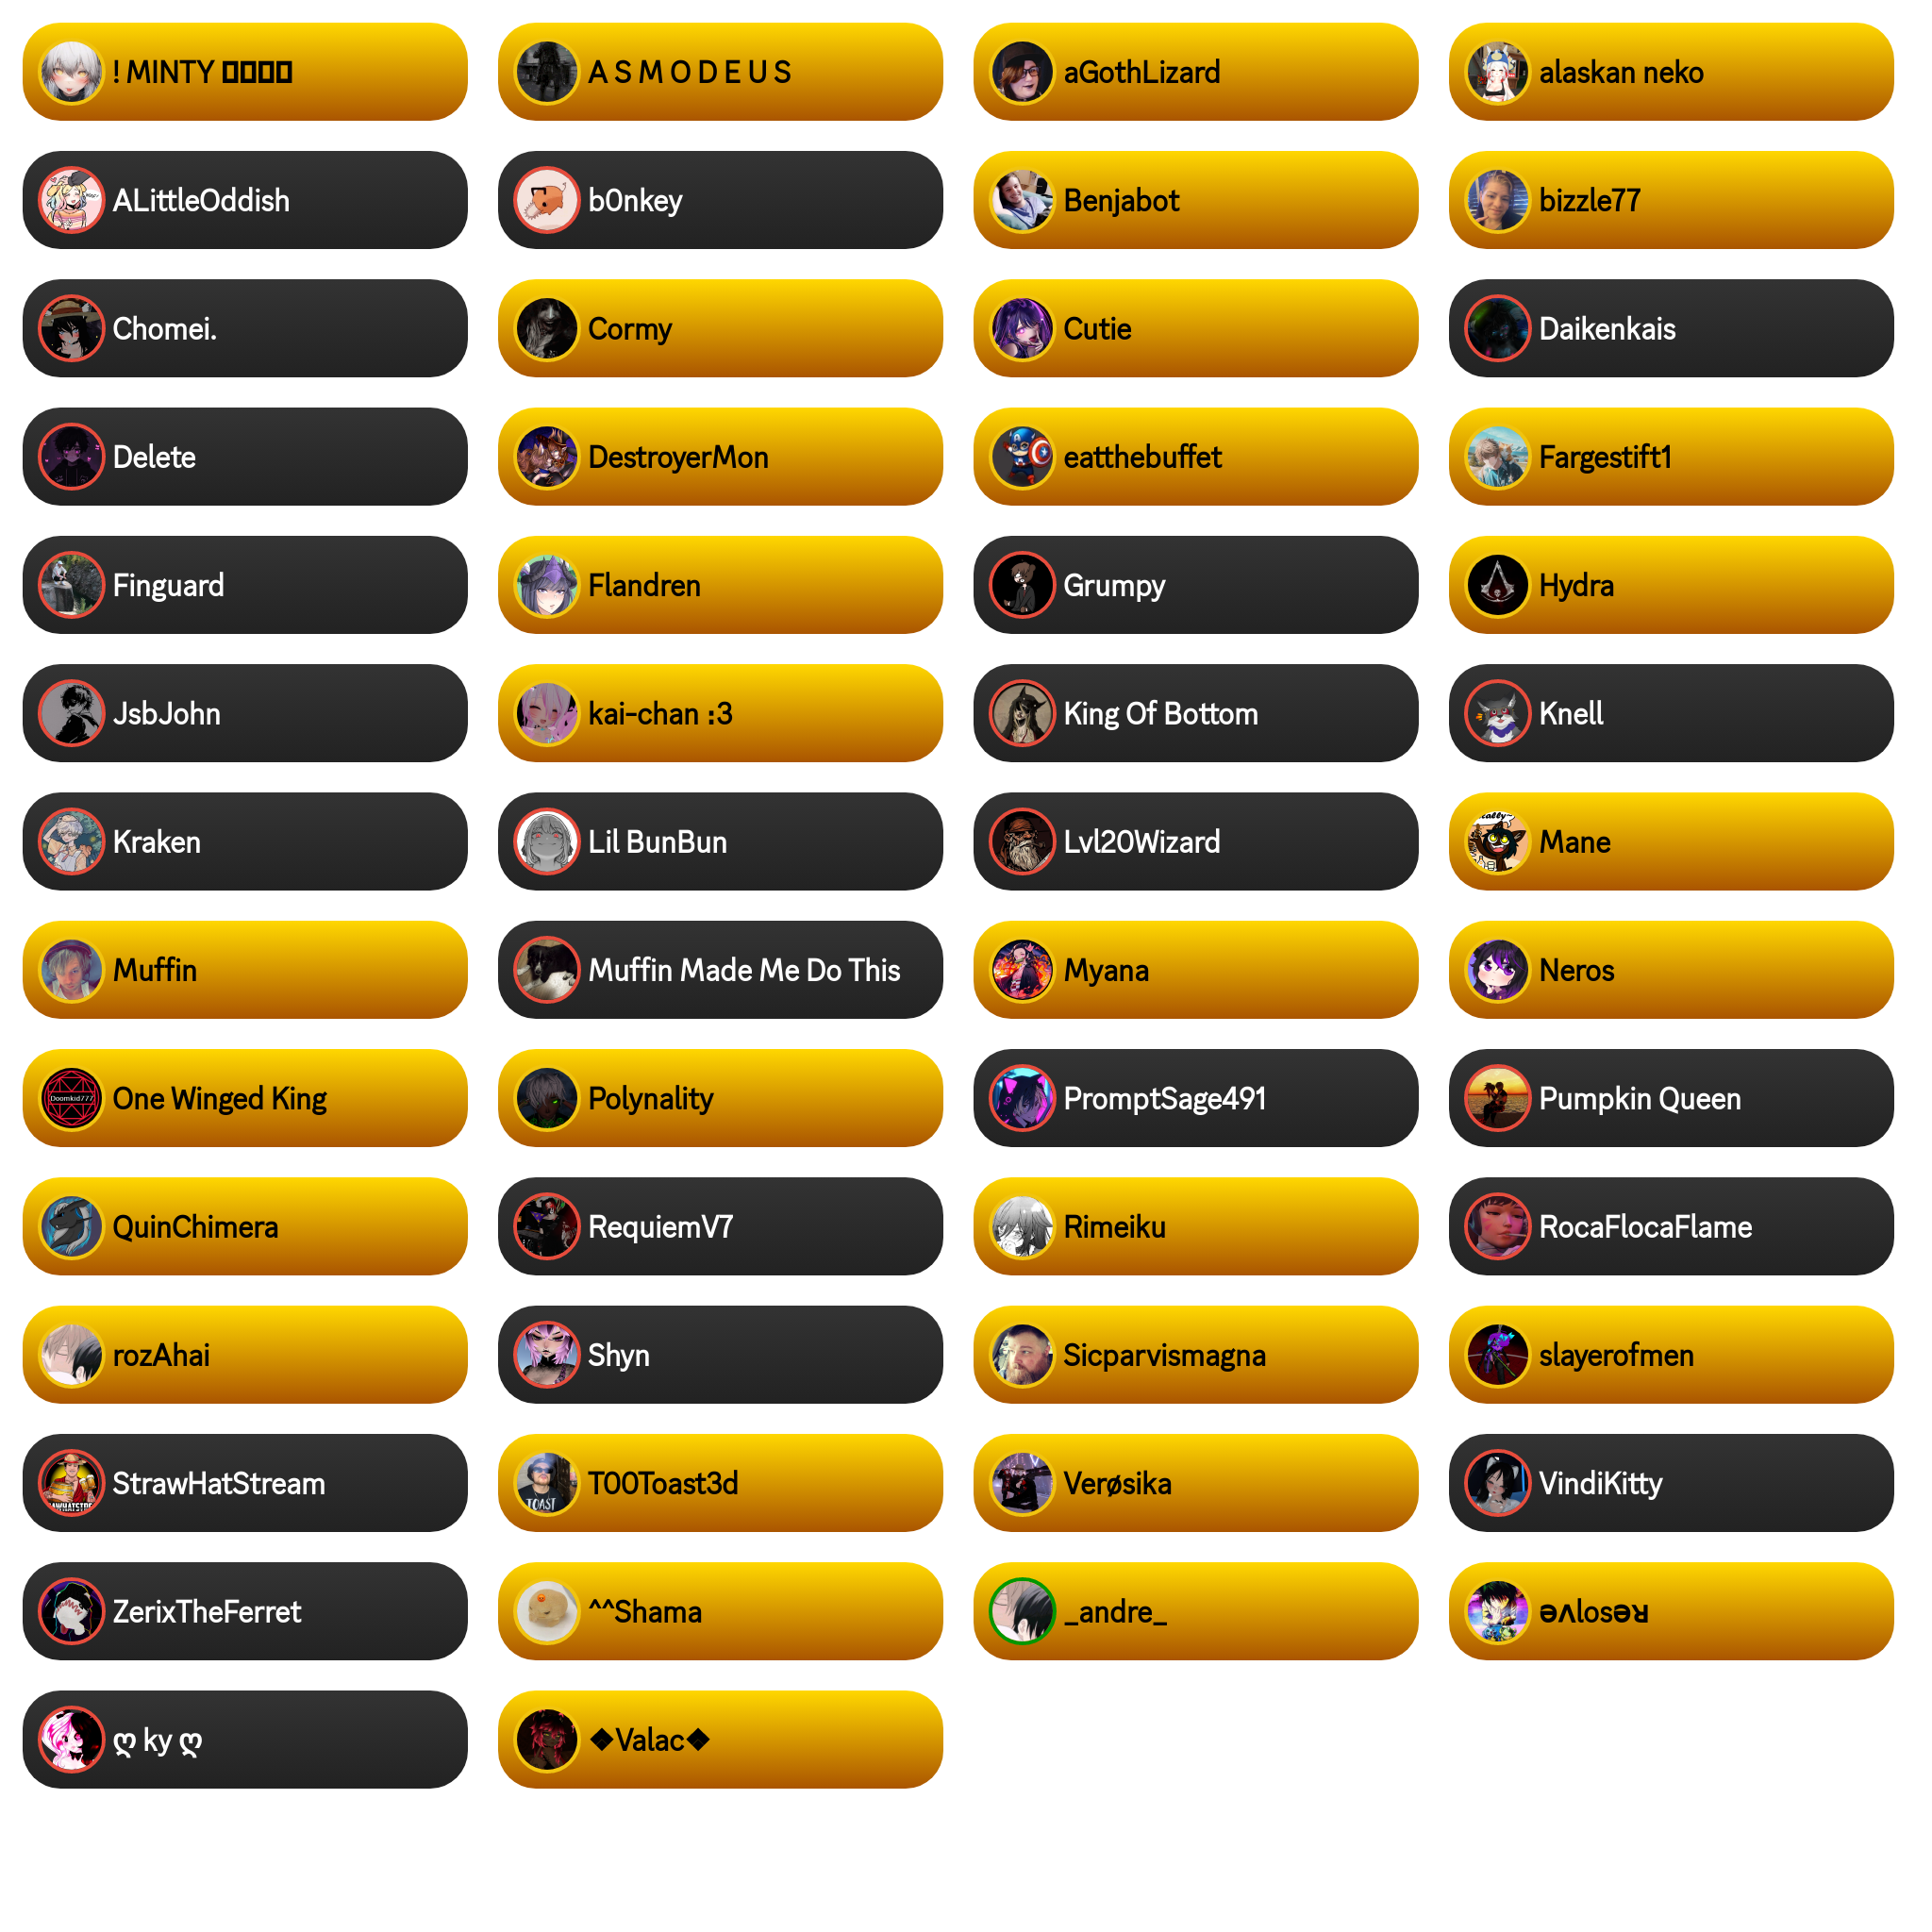 ! MINTY
A S M O D E U S
aGothLizard
alaskan neko
ALittleOddish
b0nkey
Benjabot
bizzle77
Chomei.
Cormy
Cutie
Daikenkais
Delete
DestroyerMon
eatthebuffet
Fargestift1
Finguard
Flandren
Grumpy
Hydra
JsbJohn
kai-chan :3
King Of Bottom
Knell
Kraken
Lil BunBun
Lvl20Wizard
cally~
Mane
Muffin
Muffin Made Me Do This
Myana
Neros
Doomkid777
One Winged King
Polynality
PromptSage491
Pumpkin Queen
QuinChimera
RequiemV7
Rimeiku
RocaFlocaFlame
rozAhai
Shyn
Sicparvismagna
slayerofmen
StrawHatStream
TOAST
T00Toast3d
Verøsika
VindiKitty
ZerixTheFerret
^^Shama
_andre_
ǝʌlosǝɹ
ღ ky ღ
❖Valac❖